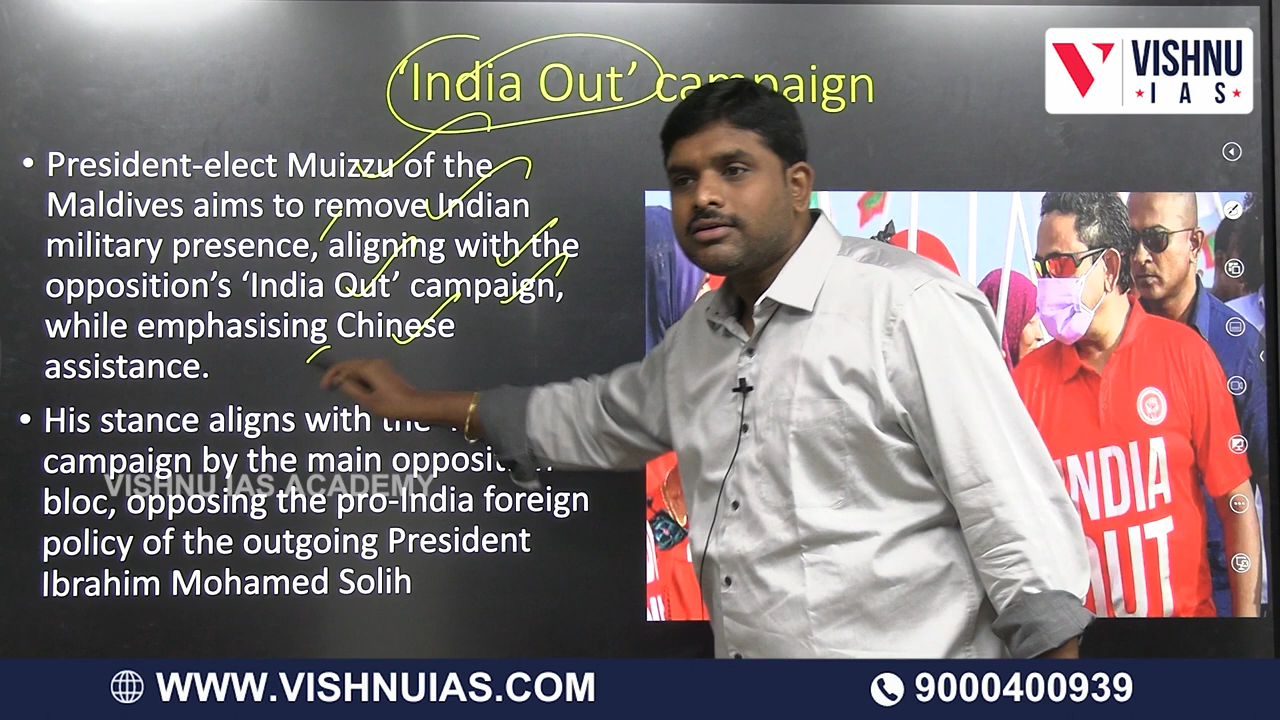 'India Out' campaign
VISHNU
IAS
President-elect Muizzu of the
Maldives aims to remove Indian
military presence, aligning with the
opposition's 'India Out' campaign,
while emphasising Chinese
assistance.
His stance aligns with the
campaign by the main opposition
bloc, opposing the pro-India foreign
policy of the outgoing President
Ibrahim Mohamed Solih
VISHNU IAS ACADEMY
INDIA
OUT
WWW.VISHNUIAS.COM
9000400939